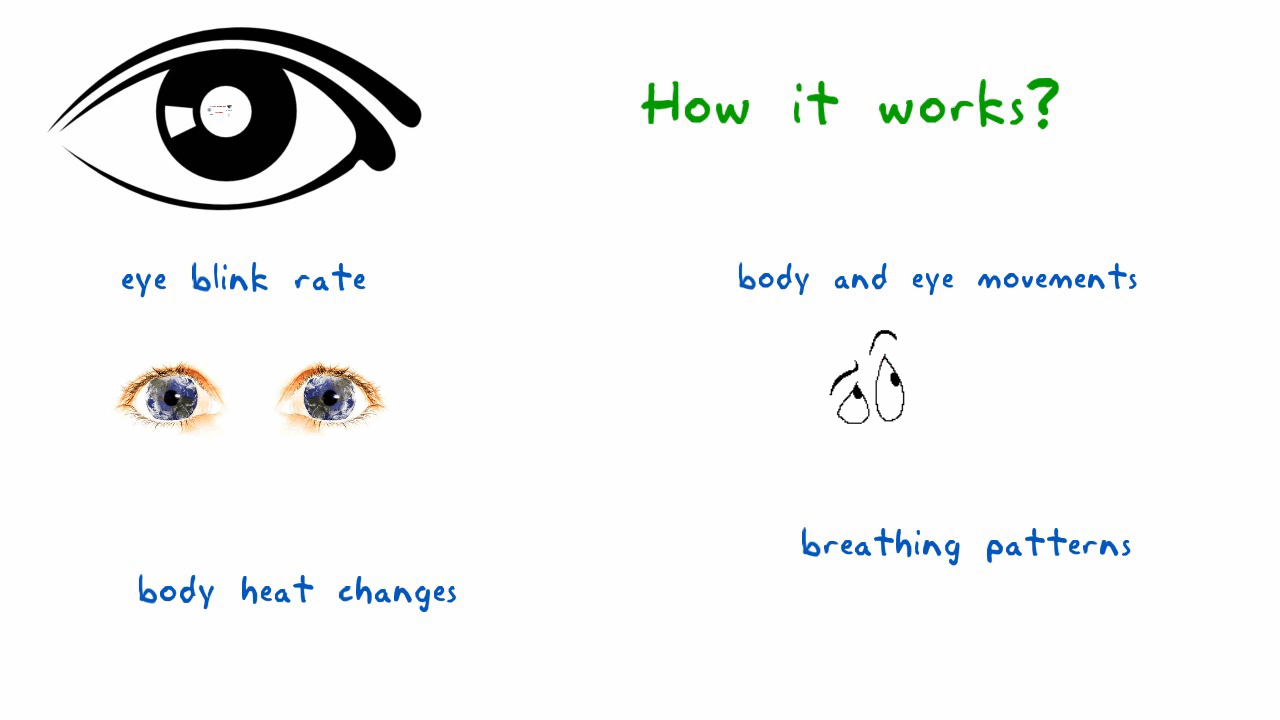 How it works?
eye blink rate
body and eye movements
breathing patterns
body heat changes